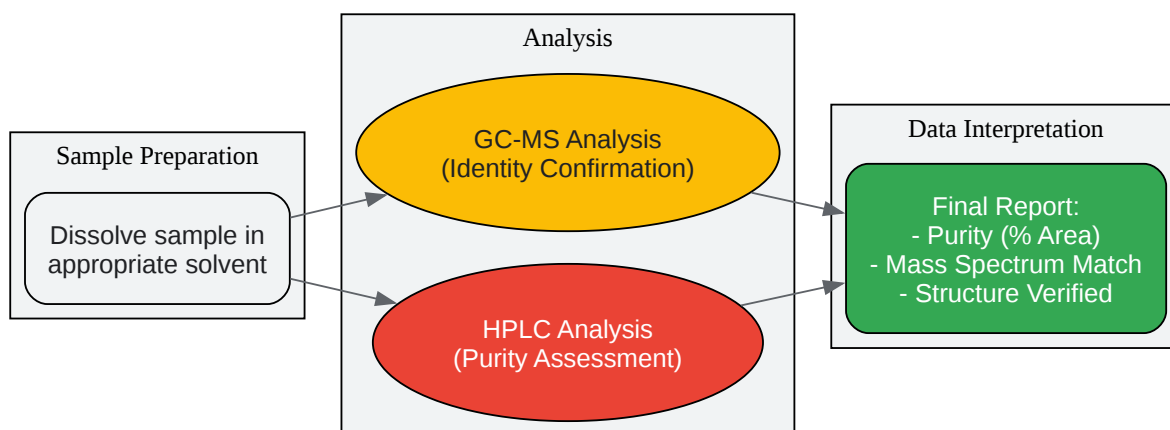 Sample Preparation
Dissolve sample in
appropriate solvent
Analysis
GC-MS Analysis
(Identity Confirmation)
HPLC Analysis
(Purity Assessment)
Data Interpretation
Final Report:
- Purity (% Area)
- Mass Spectrum Match
- Structure Verified